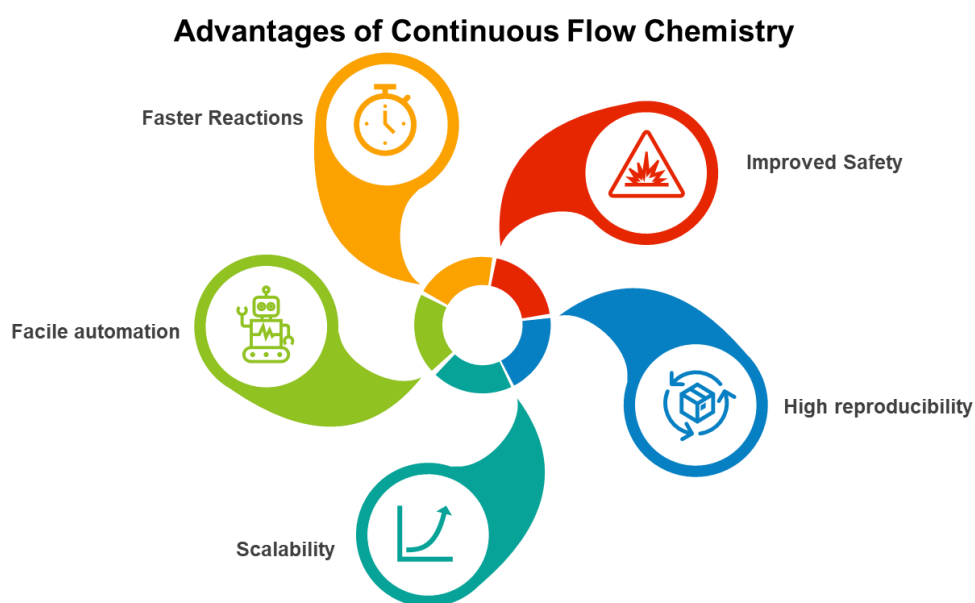 Advantages of Continuous Flow Chemistry
Faster Reactions
Improved Safety
Facile automation
High reproducibility
Scalability